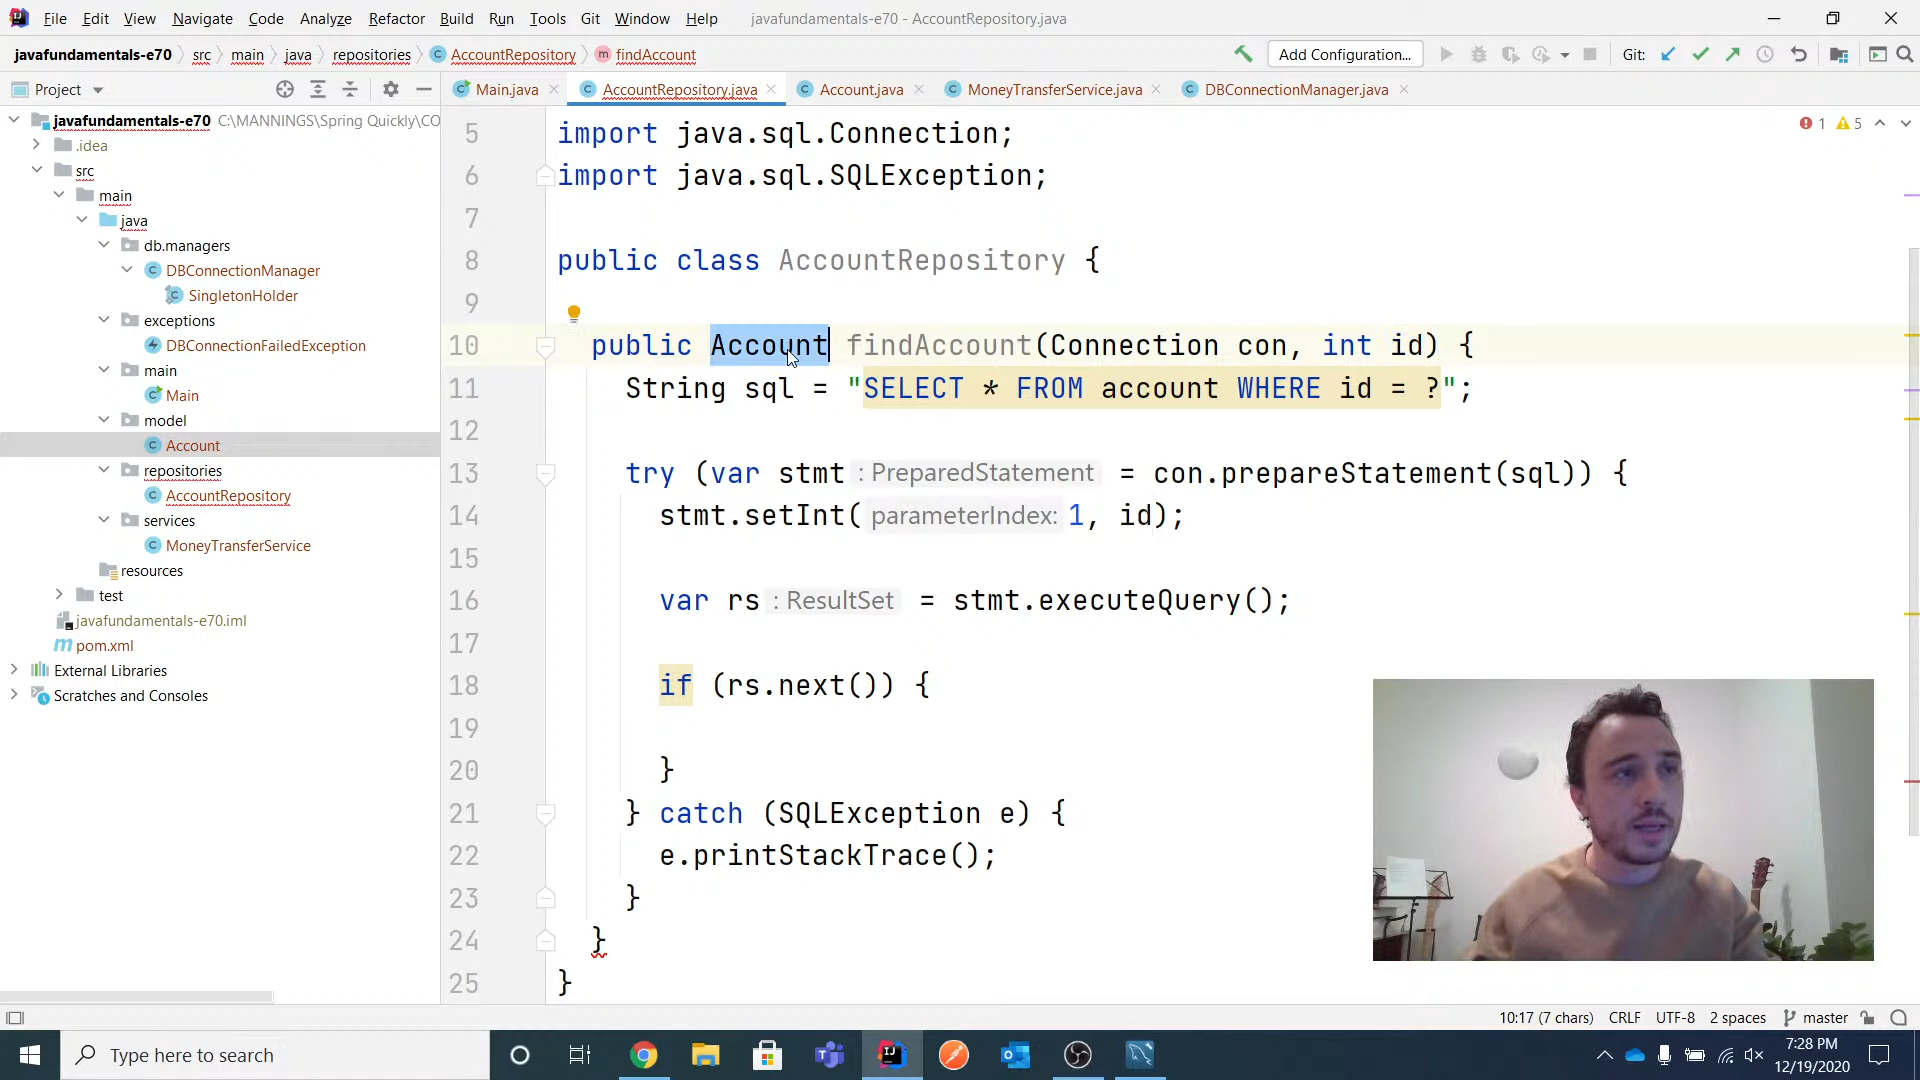 File Edit View Navigate Code Analyze Refactor Build Run Tools Git Window Help javafundamentals-e70 - AccountRepository.java
javafundamentals-e70 src main java repositories AccountRepository findAccount Add Configuration... Git:
Project
Main.java AccountRepository.java Account.java MoneyTransferService.java DBConnectionManager.java
javafundamentals-e70 C:\MANNINGS\Spring Quickly\CO
.idea
src
main
java
db.managers
DBConnectionManager
SingletonHolder
exceptions
DBConnectionFailedException
main
Main
model
Account
repositories
AccountRepository
services
MoneyTransferService
resources
test
javafundamentals-e70.iml
pom.xml
External Libraries
Scratches and Consoles
1 5
5 import java.sql.Connection;
6 import java.sql.SQLException;
7
8 public class AccountRepository {
9
10 public Account findAccount(Connection con, int id) {
11 String sql = "SELECT * FROM account WHERE id = ?";
12
13 try (var stmt : PreparedStatement = con.prepareStatement(sql)) {
14 stmt.setInt( parameterIndex: 1, id);
15
16 var rs : ResultSet = stmt.executeQuery();
17
18 if (rs.next()) {
19
20 }
21 } catch (SQLException e) {
22 e.printStackTrace();
23 }
24 }
25 }
10:17 (7 chars) CRLF UTF-8 2 spaces master
Type here to search
7:28 PM
12/19/2020